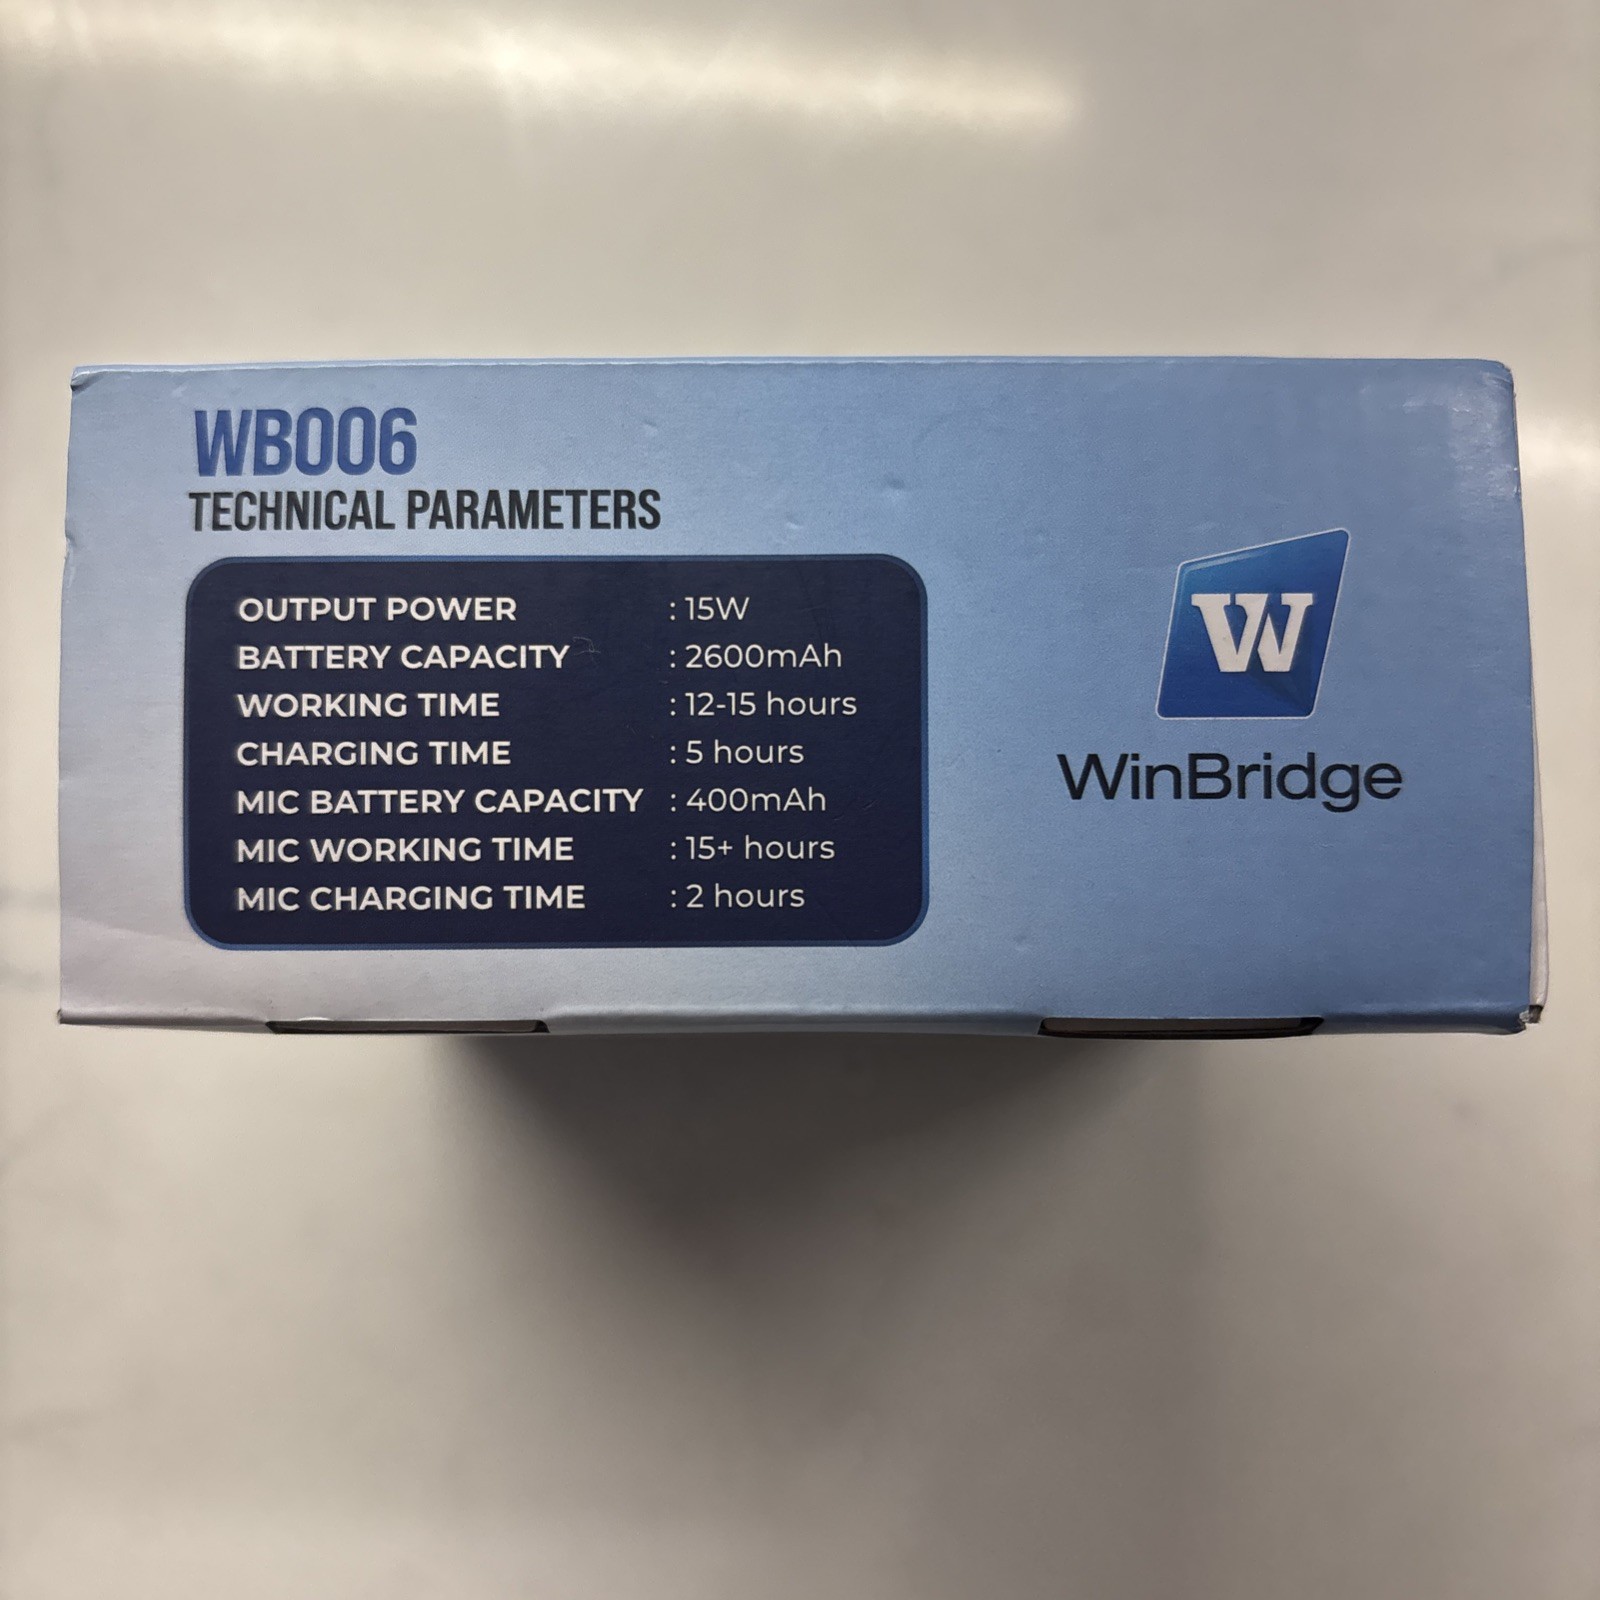 WB006
TECHNICAL PARAMETERS
OUTPUT POWER : 15W
BATTERY CAPACITY : 2600mAh
WORKING TIME : 12-15 hours
CHARGING TIME : 5 hours
MIC BATTERY CAPACITY : 400mAh
MIC WORKING TIME : 15+ hours
MIC CHARGING TIME : 2 hours
W
WinBridge